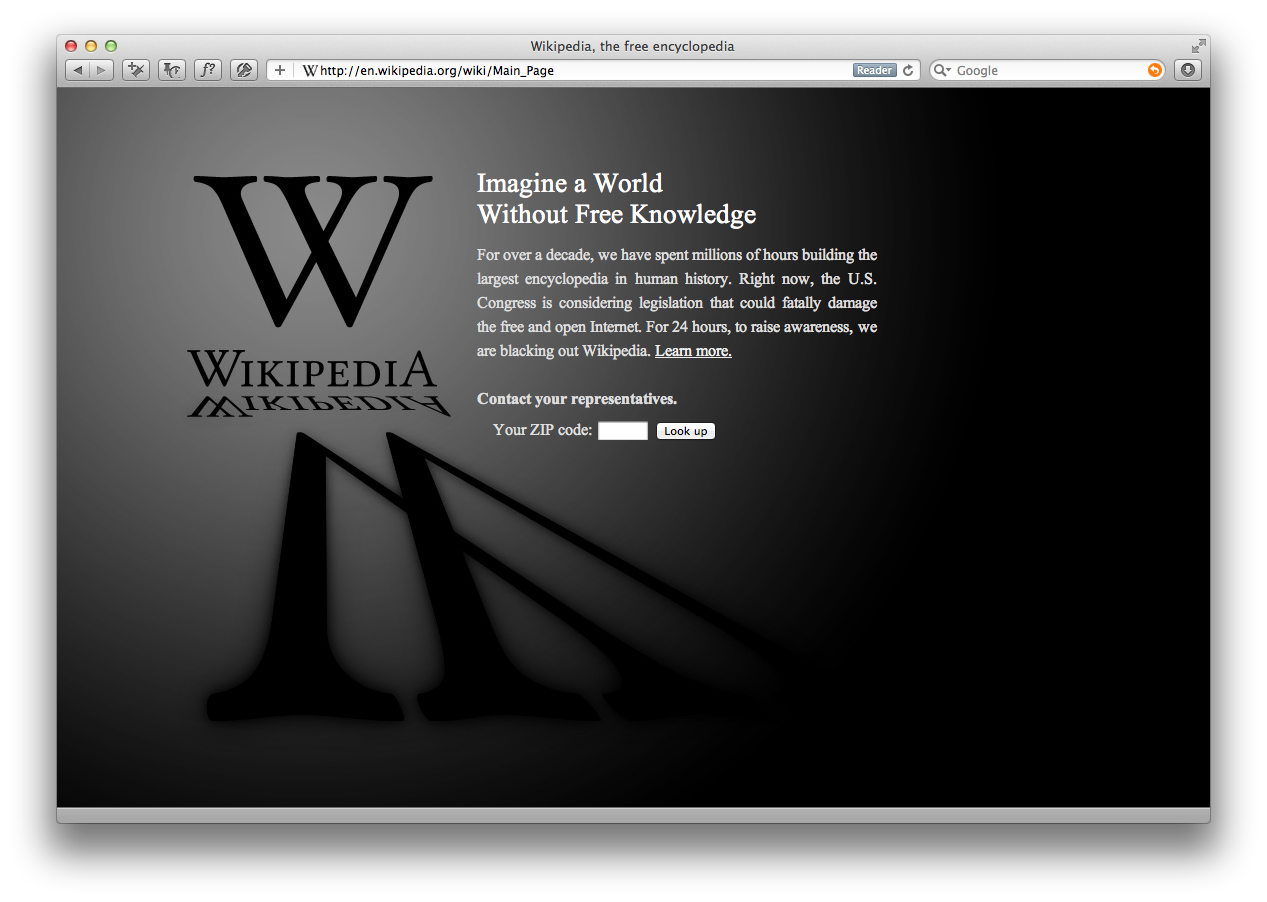 Wikipedia, the free encyclopedia
f? W http://en.wikipedia.org/wiki/Main_Page Reader Google
W
Imagine a World
Without Free Knowledge
For over a decade, we have spent millions of hours building the
largest encyclopedia in human history. Right now, the U.S.
Congress is considering legislation that could fatally damage
the free and open Internet. For 24 hours, to raise awareness, we
are blacking out Wikipedia. Learn more.
WIKIPEDIA
Contact your representatives.
Your ZIP code: Look up